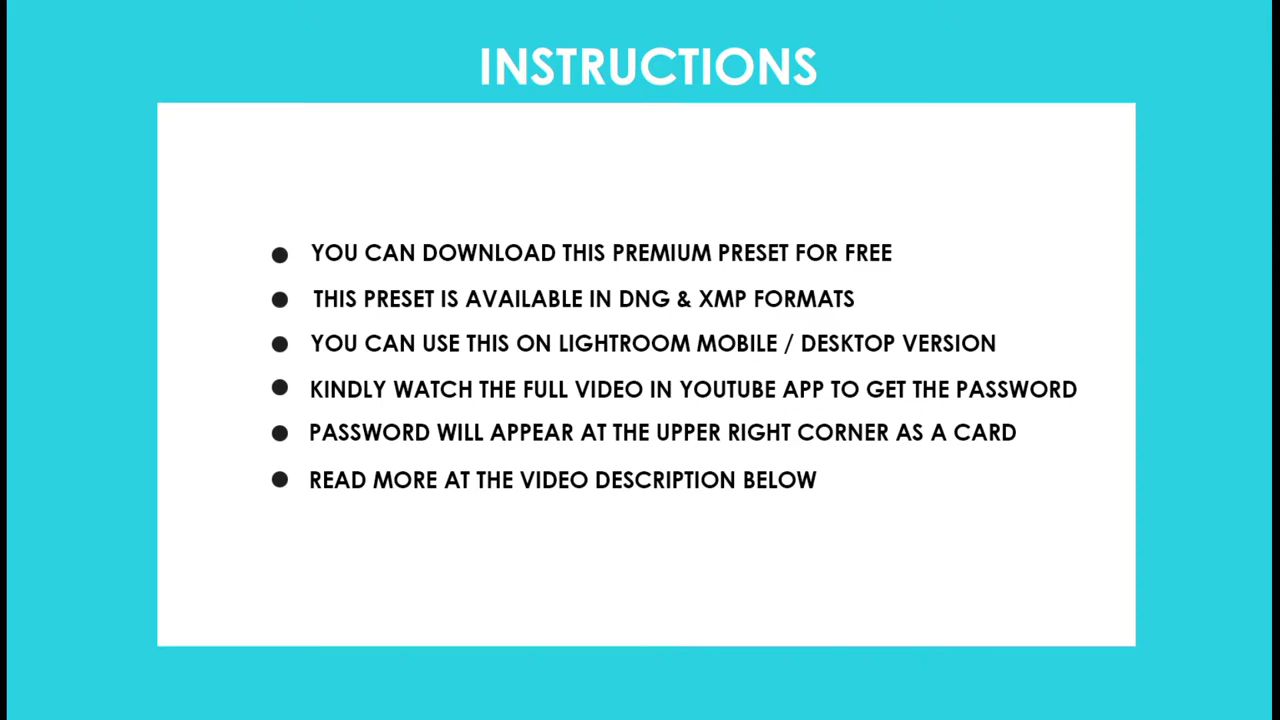 INSTRUCTIONS
YOU CAN DOWNLOAD THIS PREMIUM PRESET FOR FREE
THIS PRESET IS AVAILABLE IN DNG & XMP FORMATS
YOU CAN USE THIS ON LIGHTROOM MOBILE / DESKTOP VERSION
KINDLY WATCH THE FULL VIDEO IN YOUTUBE APP TO GET THE PASSWORD
PASSWORD WILL APPEAR AT THE UPPER RIGHT CORNER AS A CARD
READ MORE AT THE VIDEO DESCRIPTION BELOW